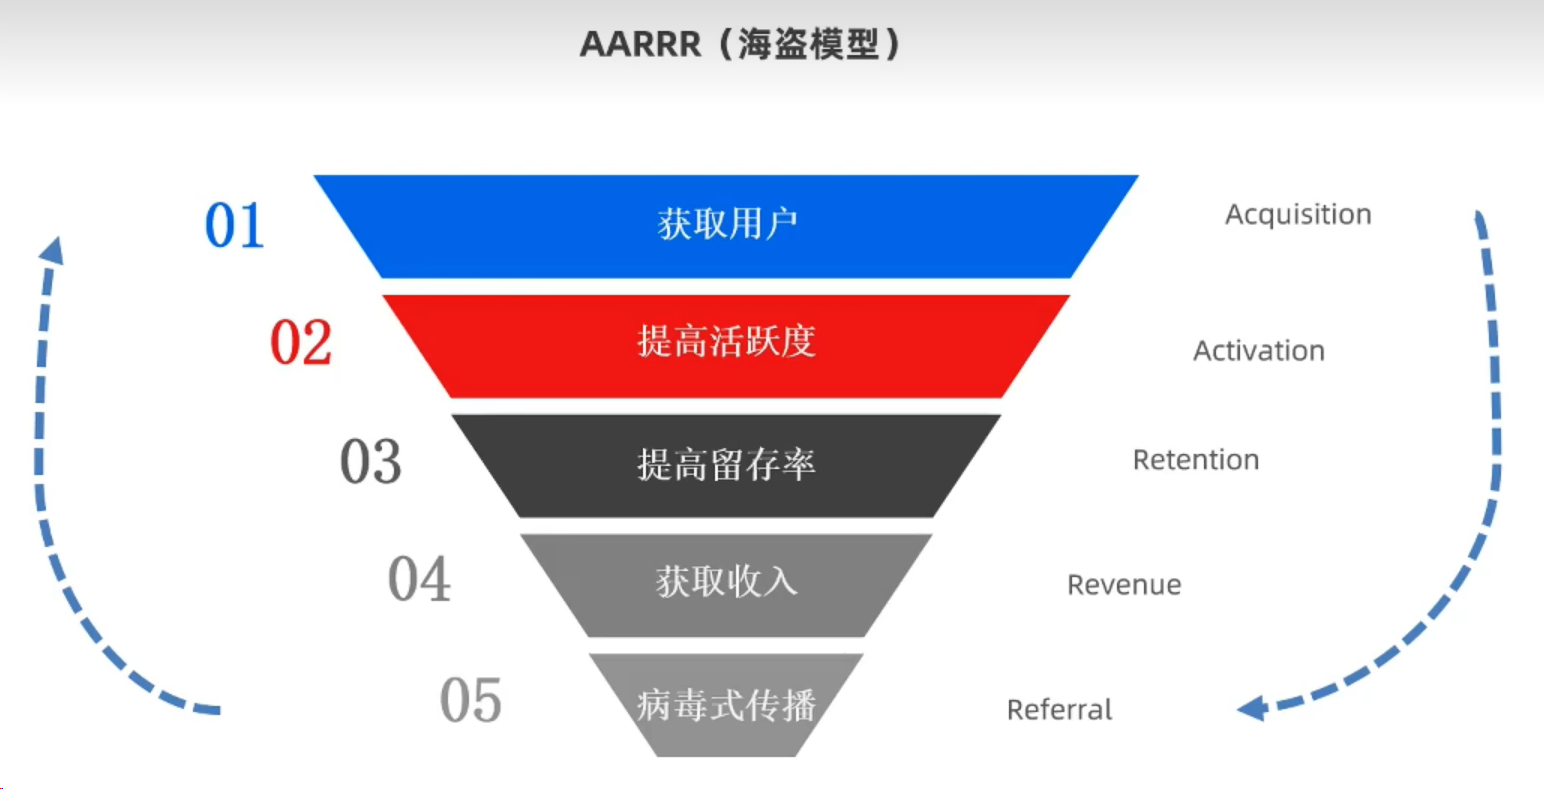 AARRR（海盗模型）
01 获取用户 Acquisition
02 提高活跃度 Activation
03 提高留存率 Retention
04 获取收入 Revenue
05 病毒式传播 Referral